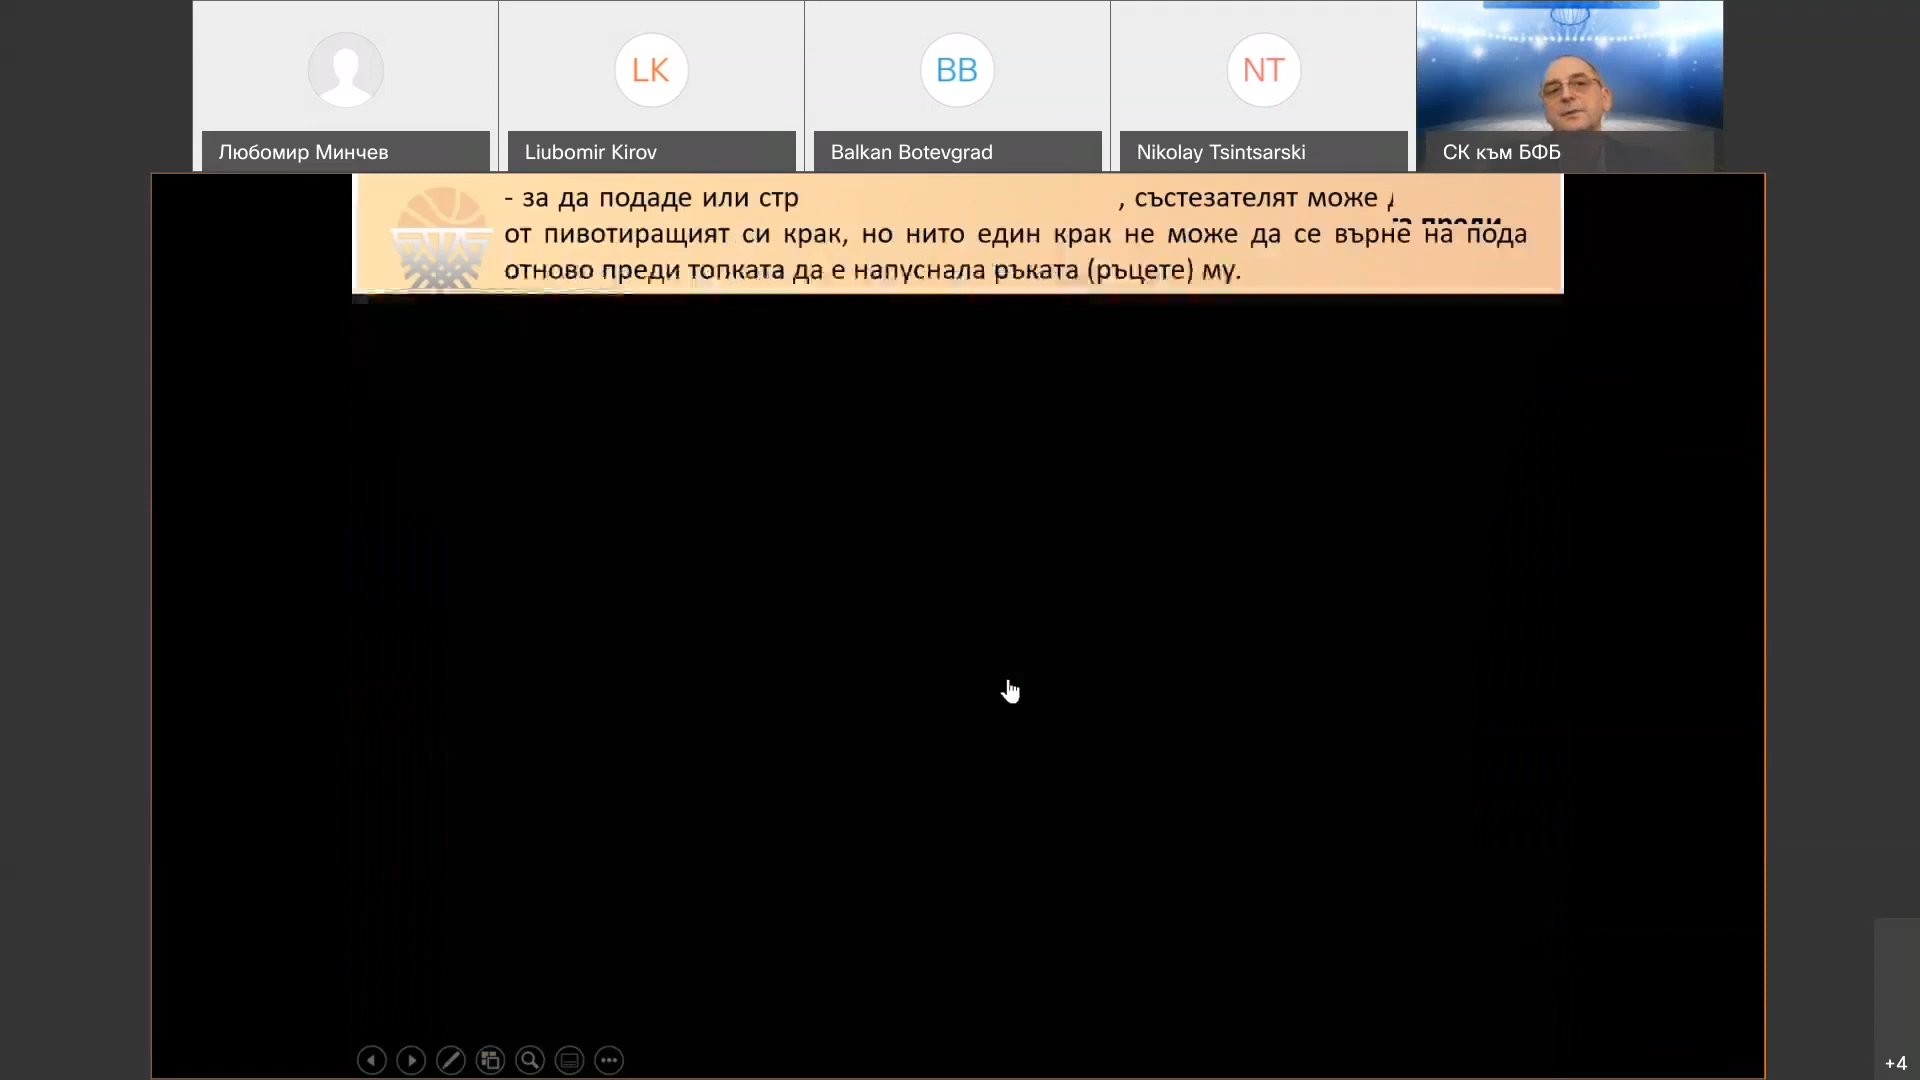 LK
BB
NT
Любомир Минчев
Liubomir Kirov
Balkan Botevgrad
Nikolay Tsintsarski
СК към БФБ
- за да подаде или стр , състезателят може
от пивотиращият си крак, но нито един крак не може да се върне на пода
отново преди топката да е напуснала ръката (ръцете) му.
+4